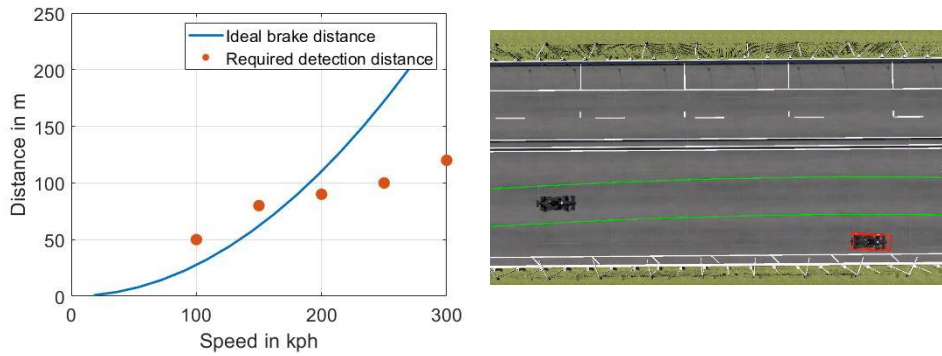 250
200
150
100
50
0
Distance in m
Ideal brake distance
Required detection distance
0 100 200 300
Speed in kph